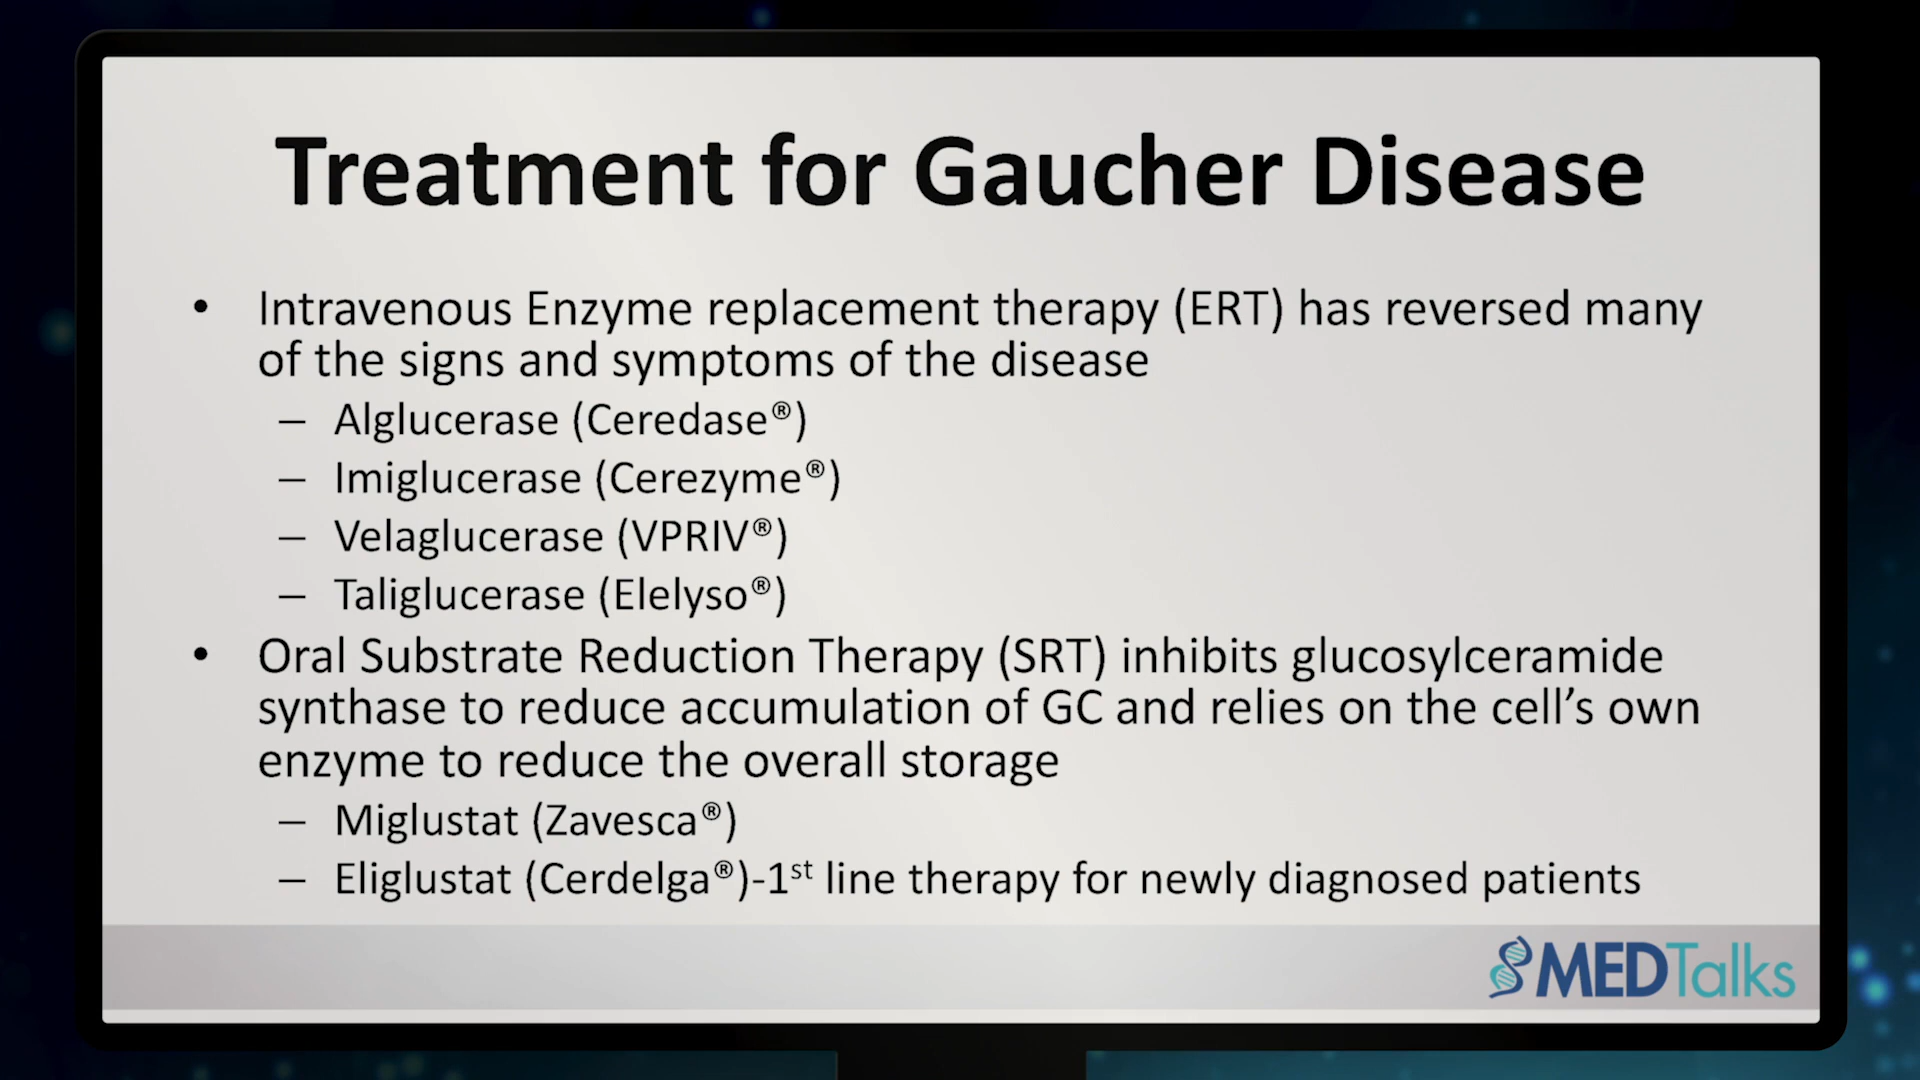 Treatment for Gaucher Disease
• Intravenous Enzyme replacement therapy (ERT) has reversed many
of the signs and symptoms of the disease
– Alglucerase (Ceredase®)
– Imiglucerase (Cerezyme®)
– Velaglucerase (VPRIV®)
– Taliglucerase (Elelyso®)
• Oral Substrate Reduction Therapy (SRT) inhibits glucosylceramide
synthase to reduce accumulation of GC and relies on the cell’s own
enzyme to reduce the overall storage
– Miglustat (Zavesca®)
– Eliglustat (Cerdelga®)-1st line therapy for newly diagnosed patients
MEDTalks